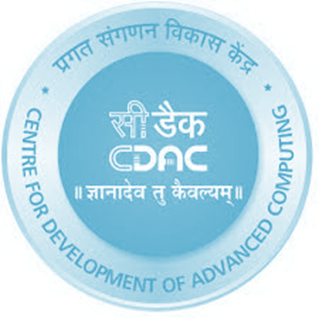 * प्रगत संगणन विकास केंद्र *
सी डैक
CDAC
॥ ज्ञानादेव तु कैवल्यम् ॥
CENTRE FOR DEVELOPMENT OF ADVANCED COMPUTING